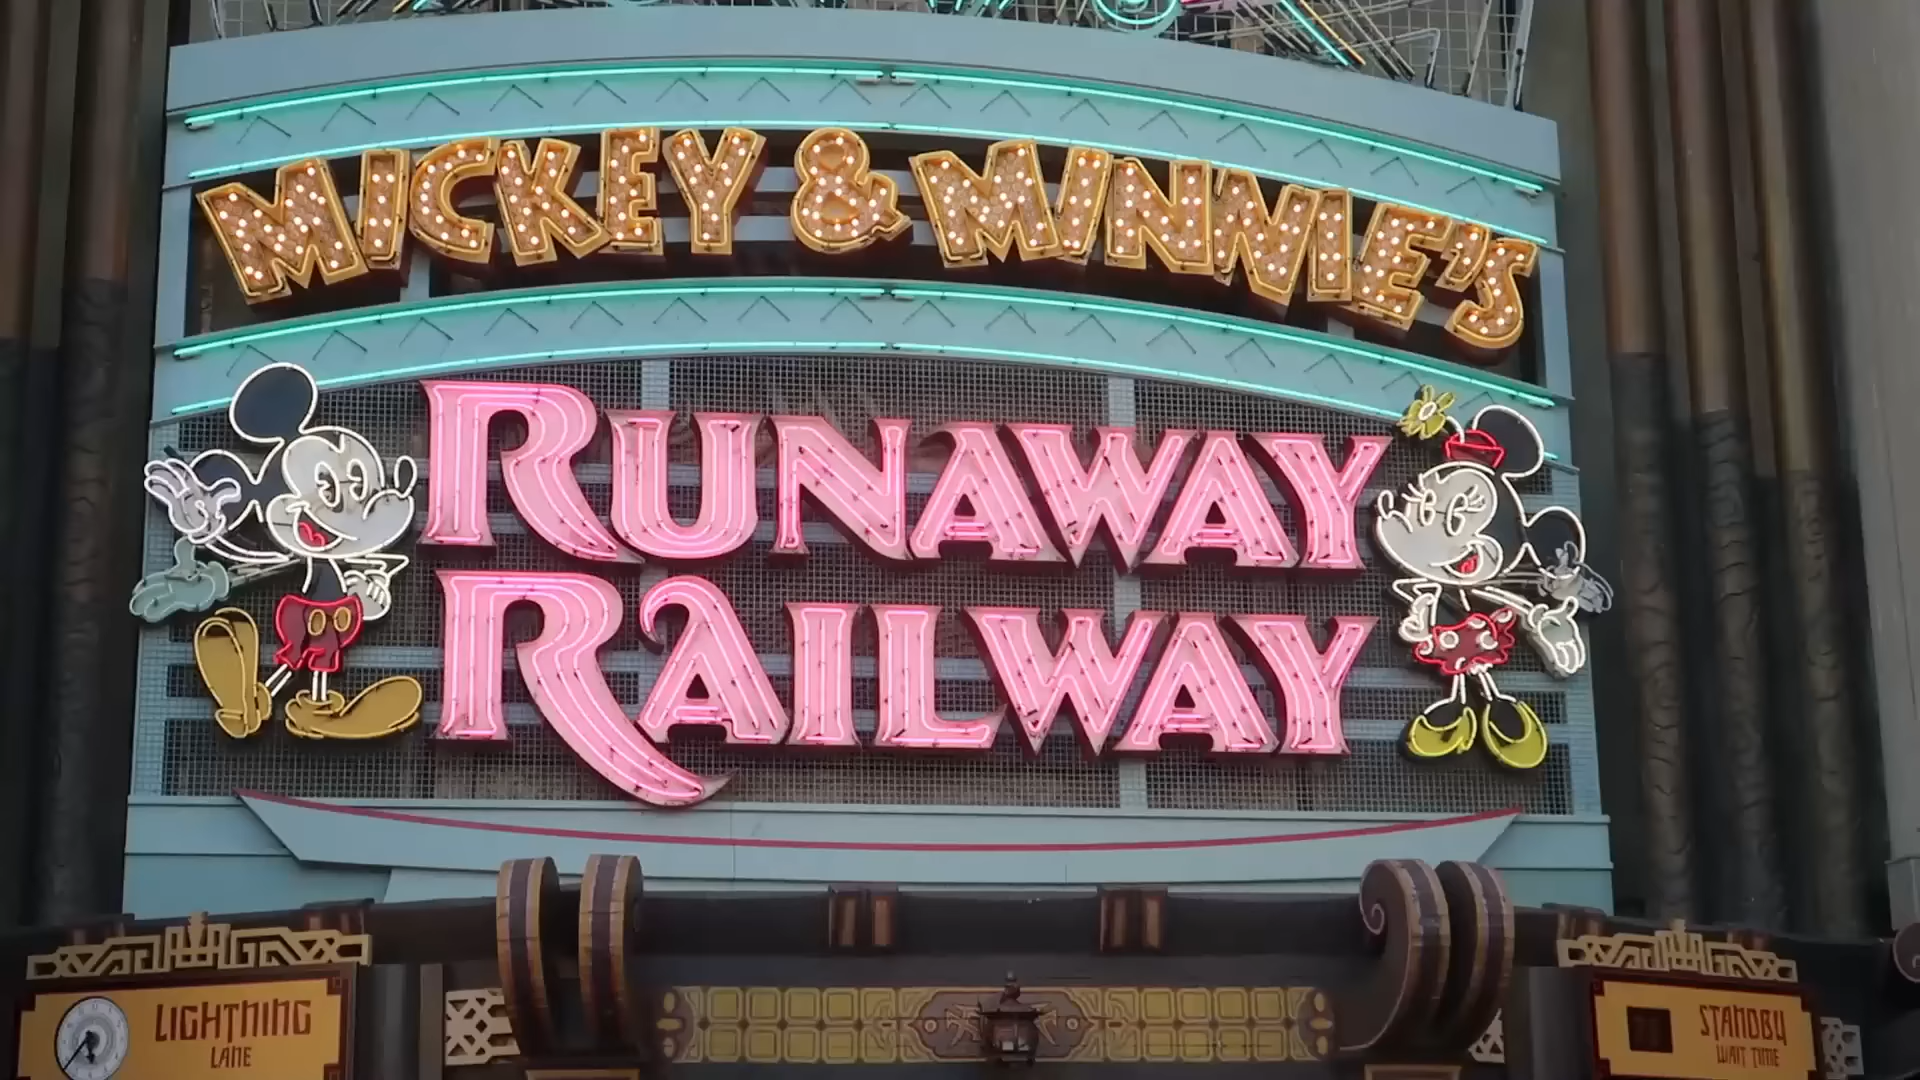 MICKEY & MINNIE'S
RUNAWAY
RAILWAY
LIGHTNING
LANE
STANDBY
WAIT TIME